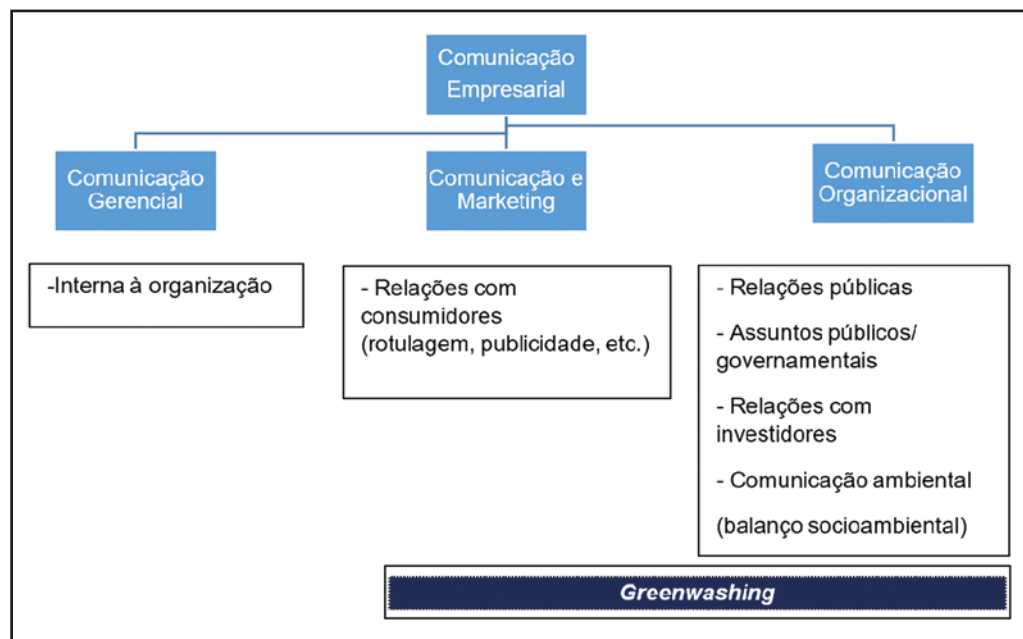 Comunicação
Empresarial
Comunicação
Gerencial
Comunicação e
Marketing
Comunicação
Organizacional
-Interna à organização
- Relações com
consumidores
(rotulagem, publicidade, etc.)
- Relações públicas
- Assuntos públicos/
governamentais
- Relações com
investidores
- Comunicação ambiental
(balanço socioambiental)
Greenwashing